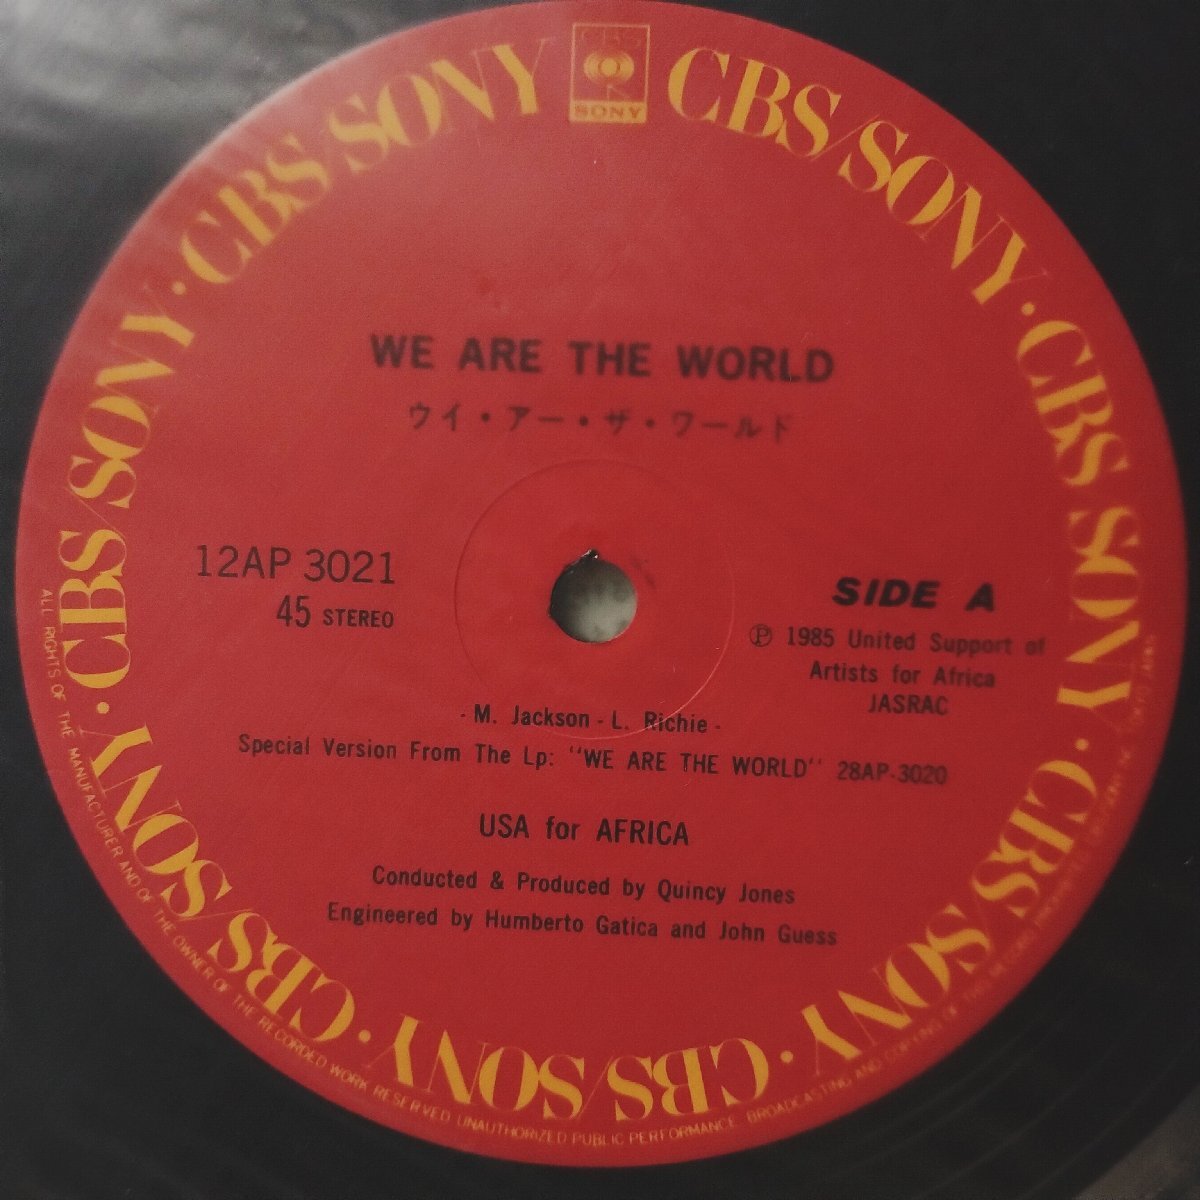 CBS
SONY
CBS/SONY · CBS SONY · CBS/SONY · CBS/SONY · CBS/SONY · CBS/SONY · CBS/SONY
WE ARE THE WORLD
ウイ・アー・ザ・ワールド
12AP 3021
45 STEREO
SIDE A
Ⓟ 1985 United Support of
Artists for Africa
JASRAC
- M. Jackson - L. Richie -
Special Version From The Lp: "WE ARE THE WORLD" 28AP-3020
USA for AFRICA
Conducted & Produced by Quincy Jones
Engineered by Humberto Gatica and John Guess
ALL RIGHTS OF THE MANUFACTURER AND OF THE OWNER OF THE RECORDED WORK RESERVED UNAUTHORIZED PUBLIC PERFORMANCE BROADCASTING AND COPYING OF THIS RECORD PROHIBITED